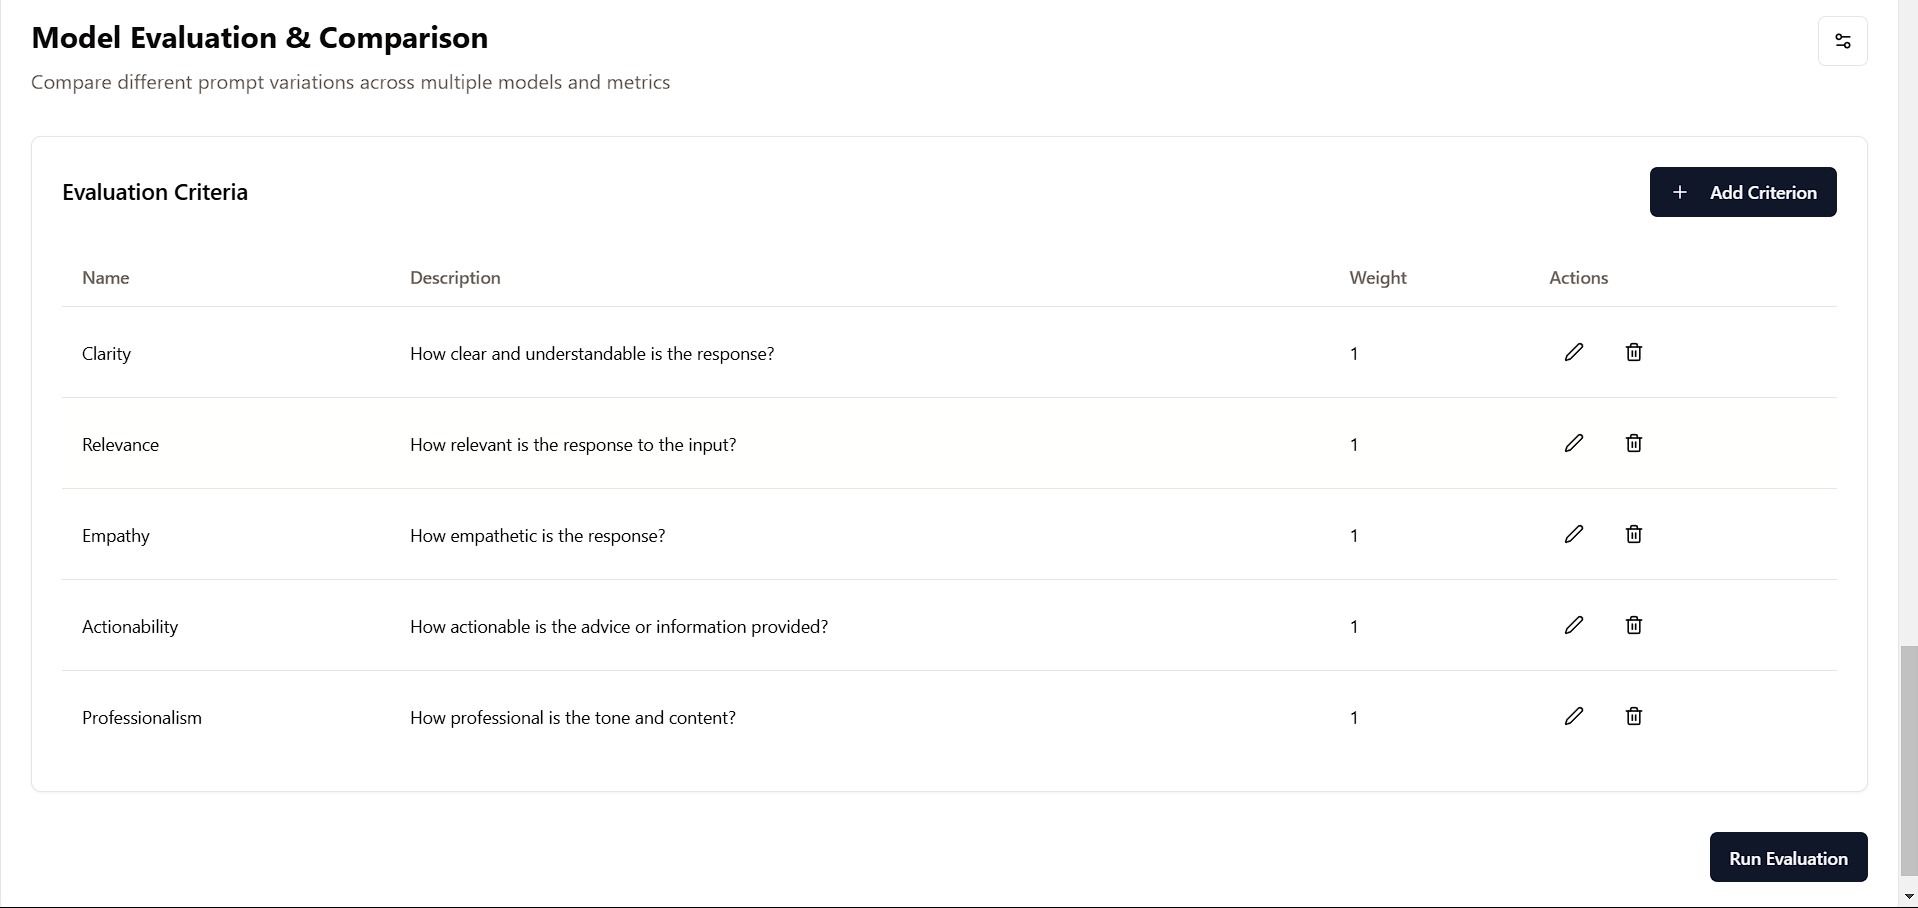 Model Evaluation & Comparison
Compare different prompt variations across multiple models and metrics
Evaluation Criteria
Add Criterion
Name Description Weight Actions
Clarity How clear and understandable is the response? 1
Relevance How relevant is the response to the input? 1
Empathy How empathetic is the response? 1
Actionability How actionable is the advice or information provided? 1
Professionalism How professional is the tone and content? 1
Run Evaluation